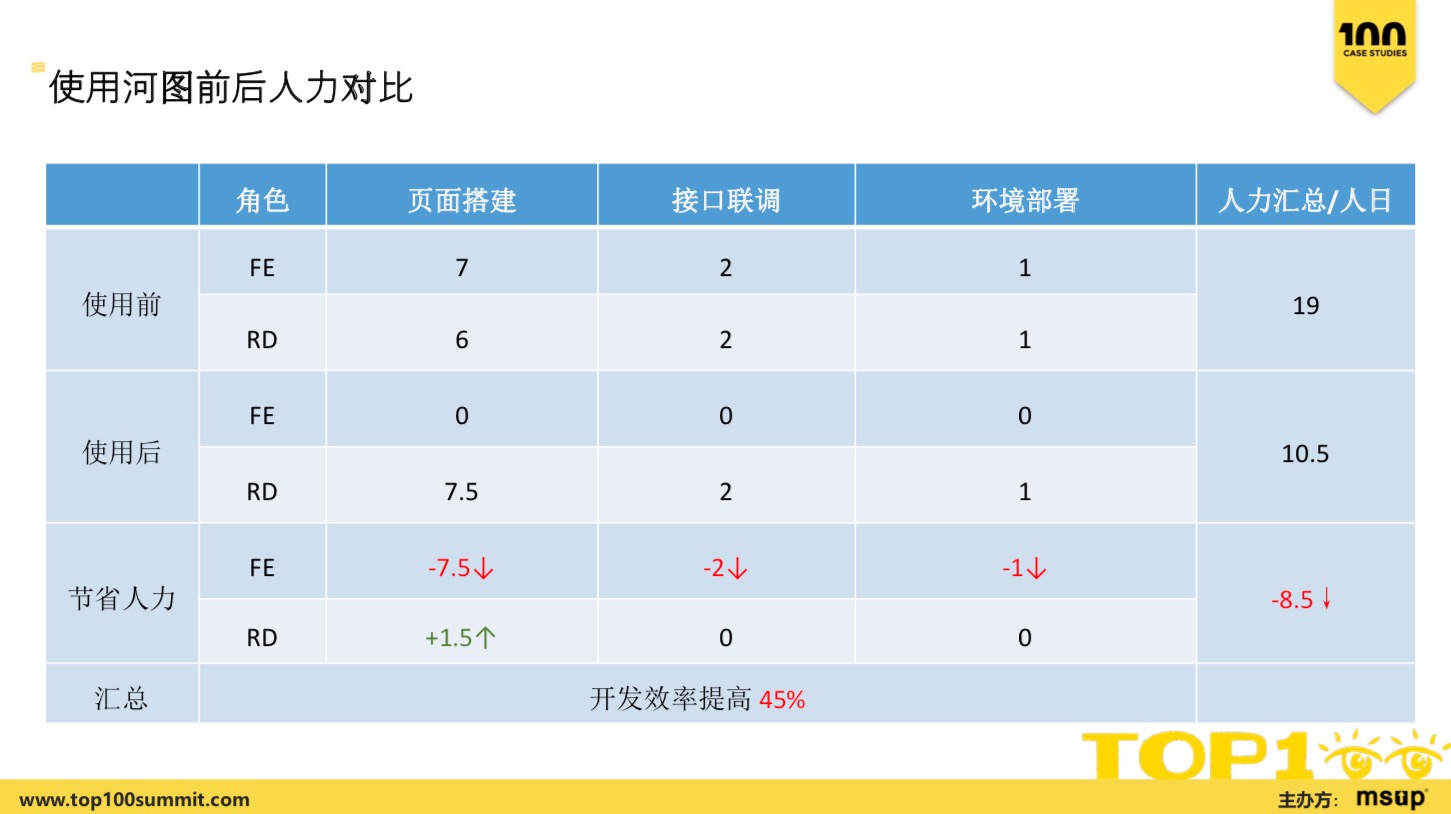 100
CASE STUDIES
使用河图前后人力对比
角色 页面搭建 接口联调 环境部署 人力汇总/人日
使用前 FE 7 2 1 19
RD 6 2 1
使用后 FE 0 0 0 10.5
RD 7.5 2 1
节省人力 FE -7.5↓ -2↓ -1↓ -8.5↓
RD +1.5↑ 0 0
汇总 开发效率提高 45%
TOP100
www.top100summit.com 主办方： msup®